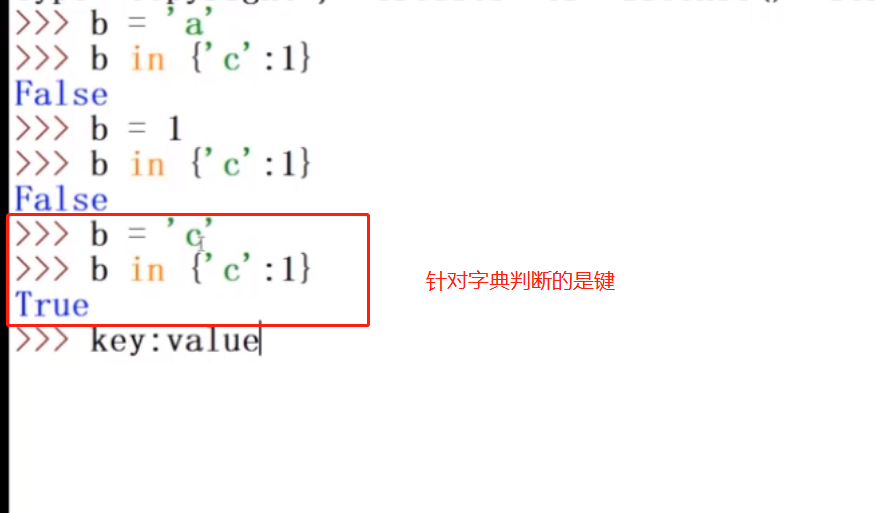 >>> b = 'a'
>>> b in {'c':1}
False
>>> b = 1
>>> b in {'c':1}
False
>>> b = 'c'
>>> b in {'c':1}
True
针对字典判断的是键
>>> key:value